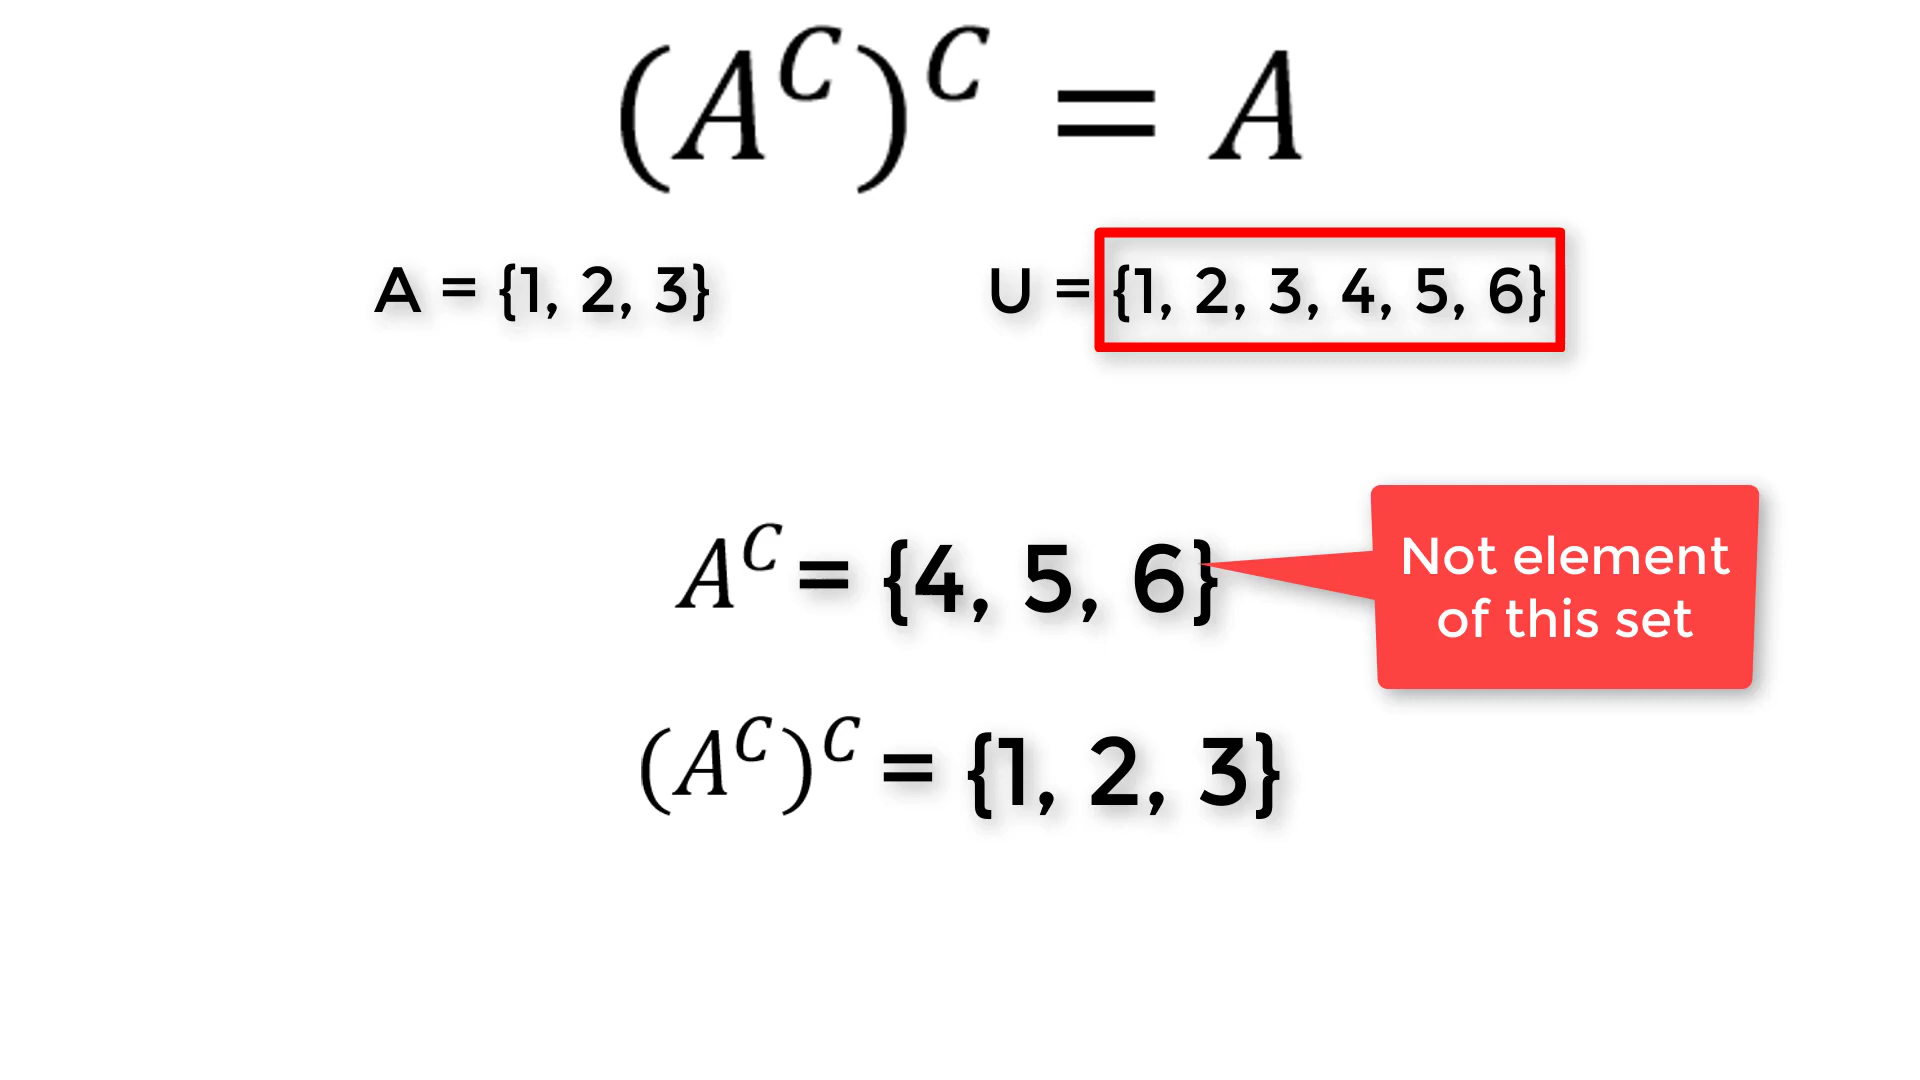 (A^C)^C = A
A = {1, 2, 3}
U = {1, 2, 3, 4, 5, 6}
A^C = {4, 5, 6}
Not element
of this set
(A^C)^C = {1, 2, 3}